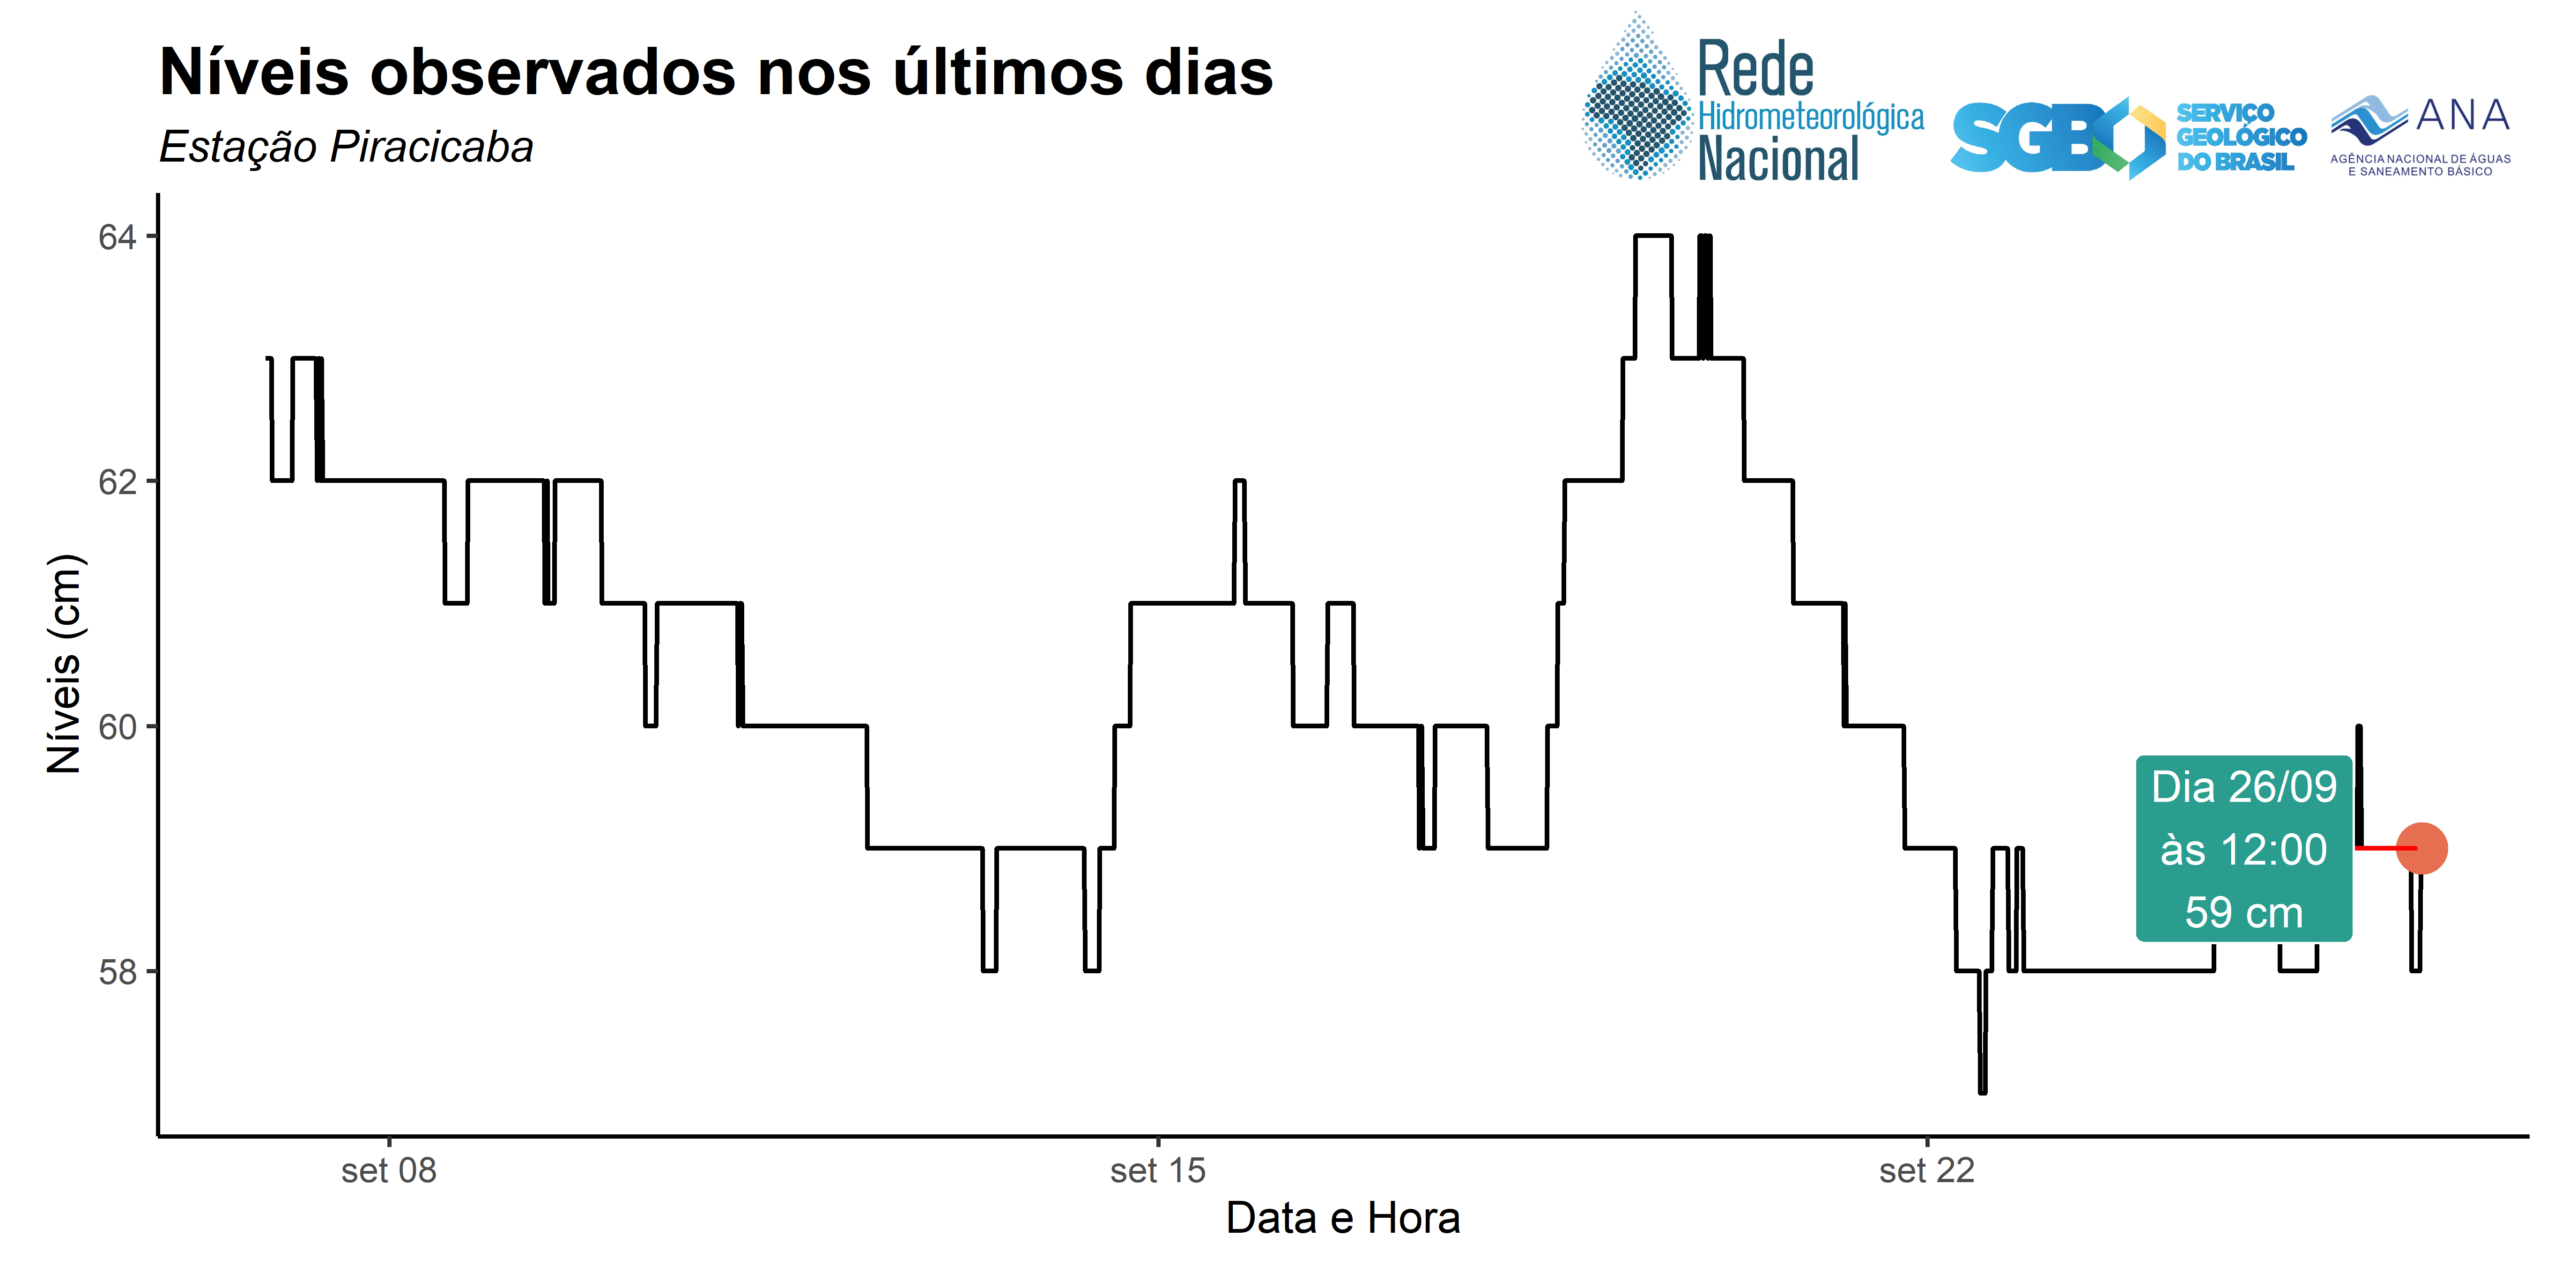 Níveis observados nos últimos dias
Estação Piracicaba
Rede
Hidrometeorológica
Nacional
SGB
SERVIÇO
GEOLÓGICO
DO BRASIL
ANA
AGÊNCIA NACIONAL DE ÁGUAS
E SANEAMENTO BÁSICO
64
62
60
58
Níveis (cm)
Dia 26/09
às 12:00
59 cm
set 08
set 15
set 22
Data e Hora